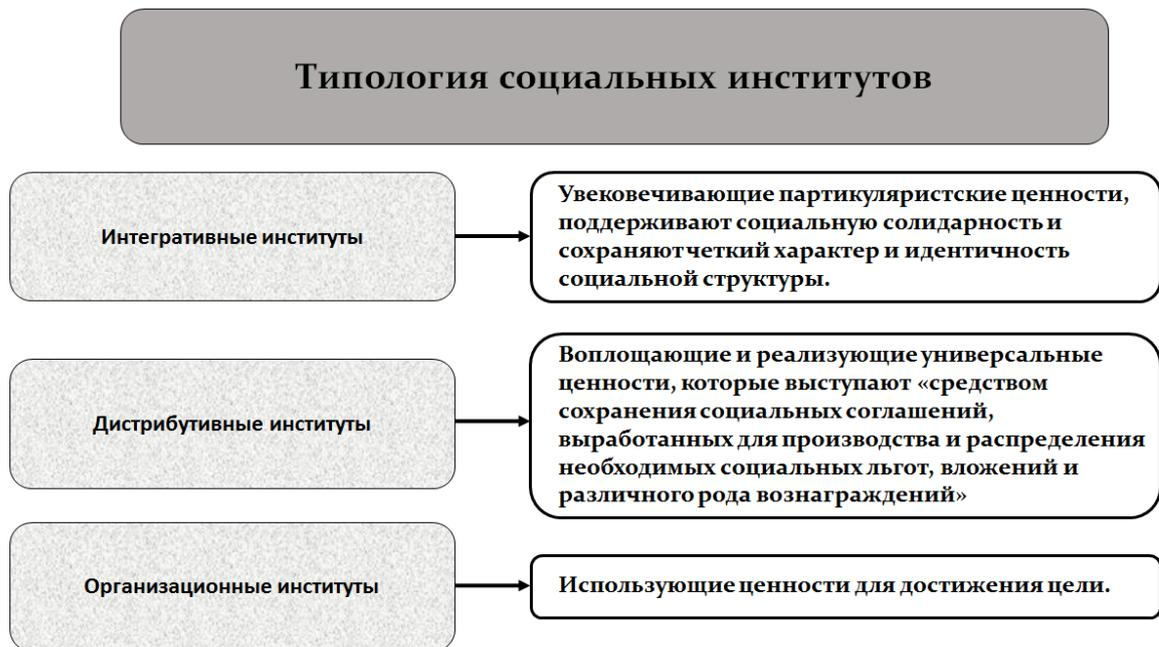 Типология социальных институтов
Интегративные институты
Увековечивающие партикуляристские ценности,
поддерживают социальную солидарность и
сохраняютчеткий характер и идентичность
социальной структуры.
Дистрибутивные институты
Воплощающие и реализующие универсальные
ценности, которые выступают «средством
сохранения социальных соглашений,
выработанных для производства и распределения
необходимых социальных льгот, вложений и
различного рода вознаграждений»
Организационные институты
Использующие ценности для достижения цели.